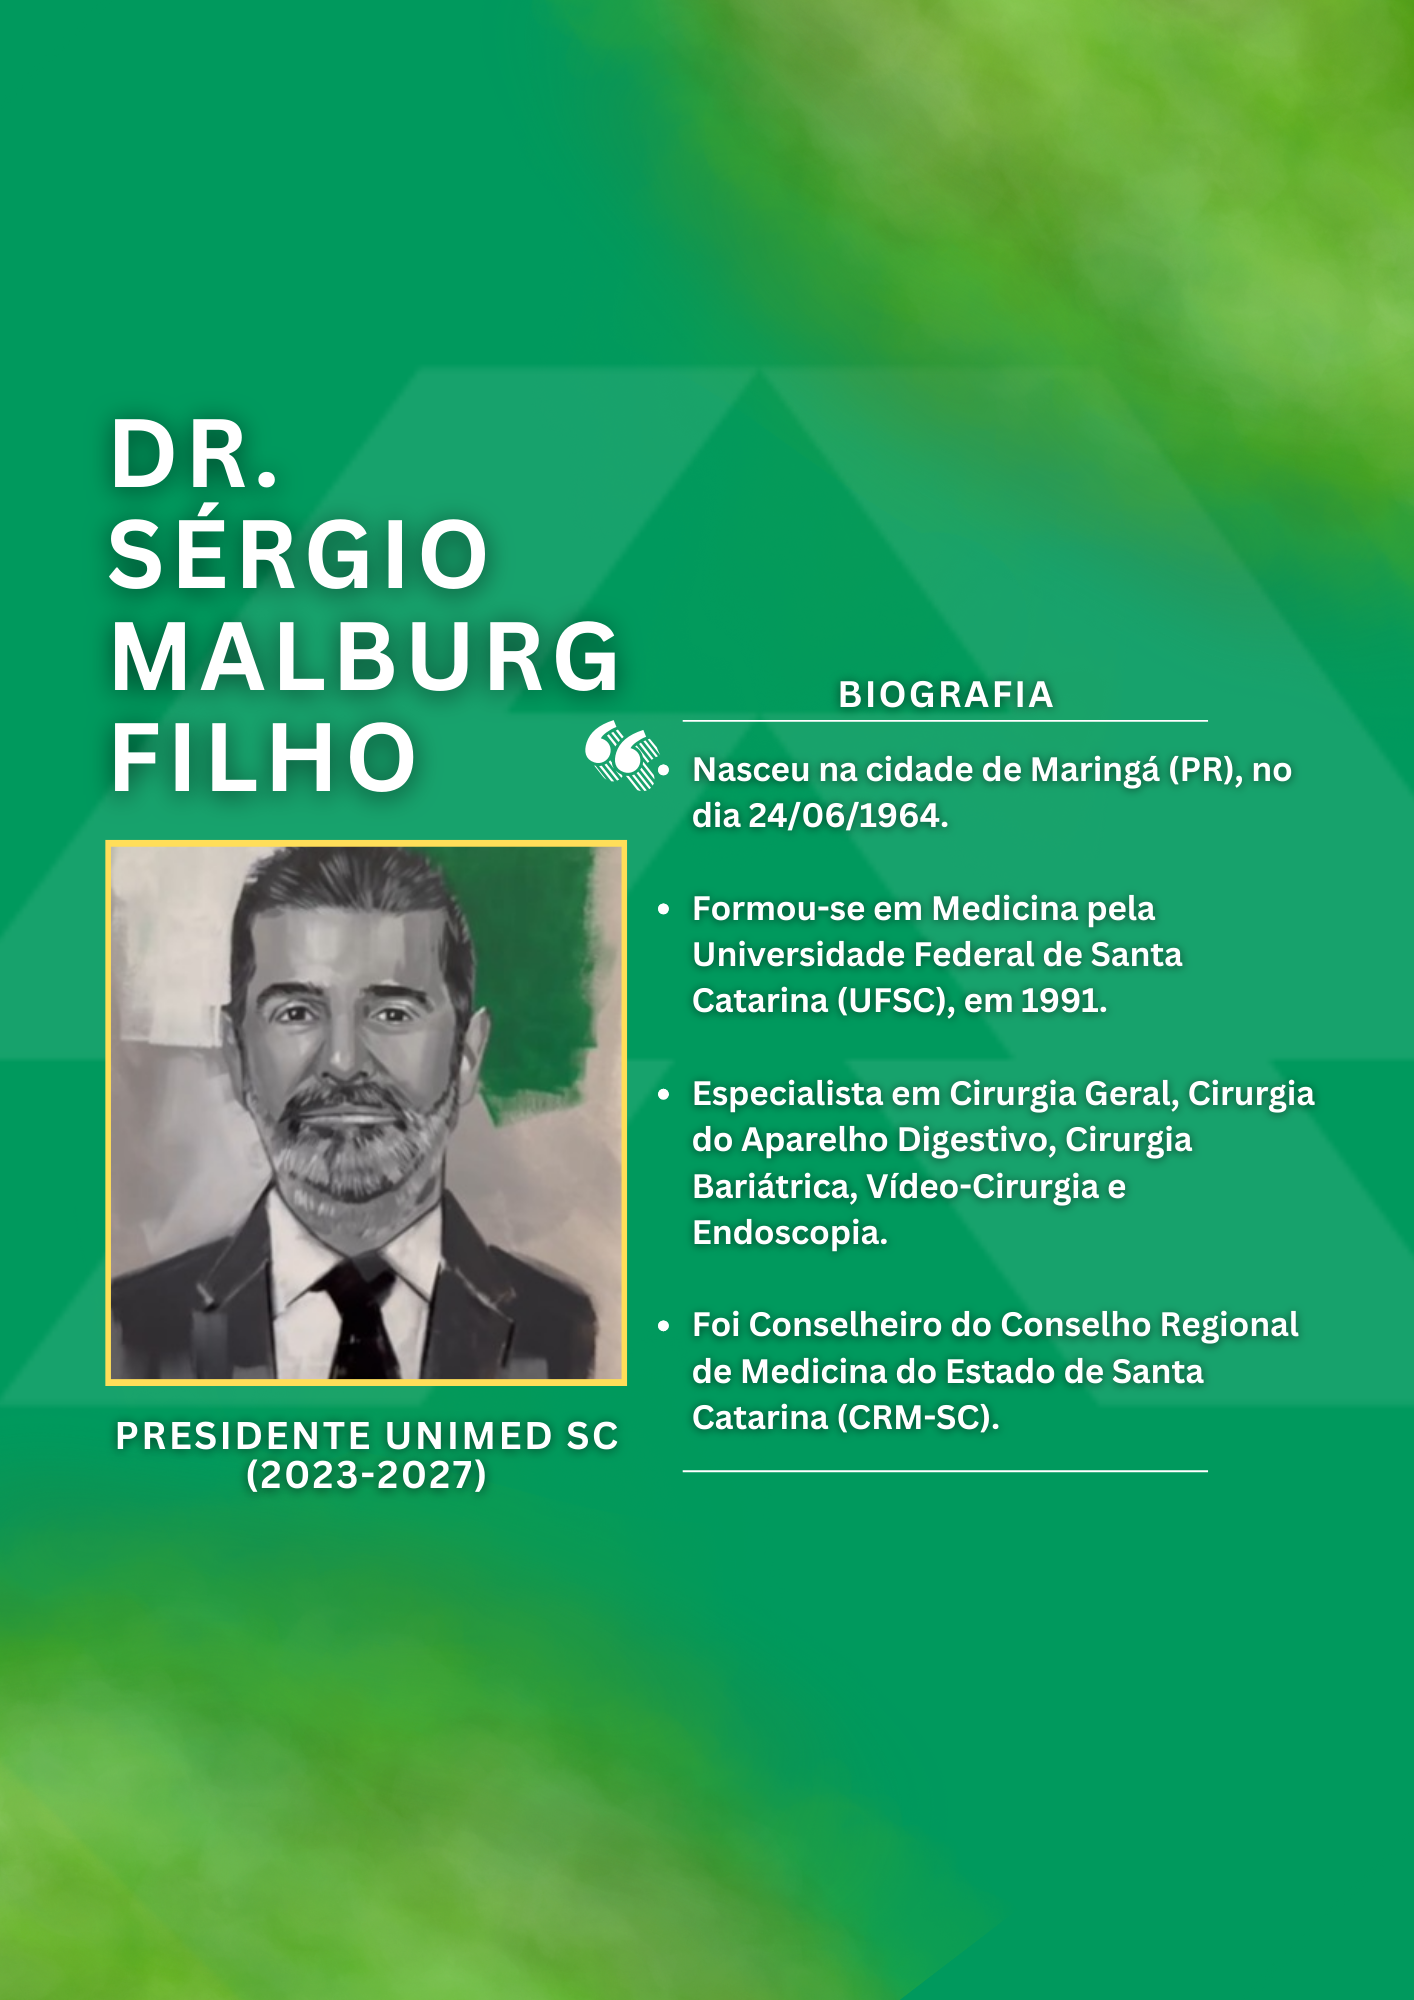 DR.
SÉRGIO
MALBURG
FILHO
PRESIDENTE UNIMED SC
(2023-2027)
BIOGRAFIA
• Nasceu na cidade de Maringá (PR), no
dia 24/06/1964.
• Formou-se em Medicina pela
Universidade Federal de Santa
Catarina (UFSC), em 1991.
• Especialista em Cirurgia Geral, Cirurgia
do Aparelho Digestivo, Cirurgia
Bariátrica, Vídeo-Cirurgia e
Endoscopia.
• Foi Conselheiro do Conselho Regional
de Medicina do Estado de Santa
Catarina (CRM-SC).